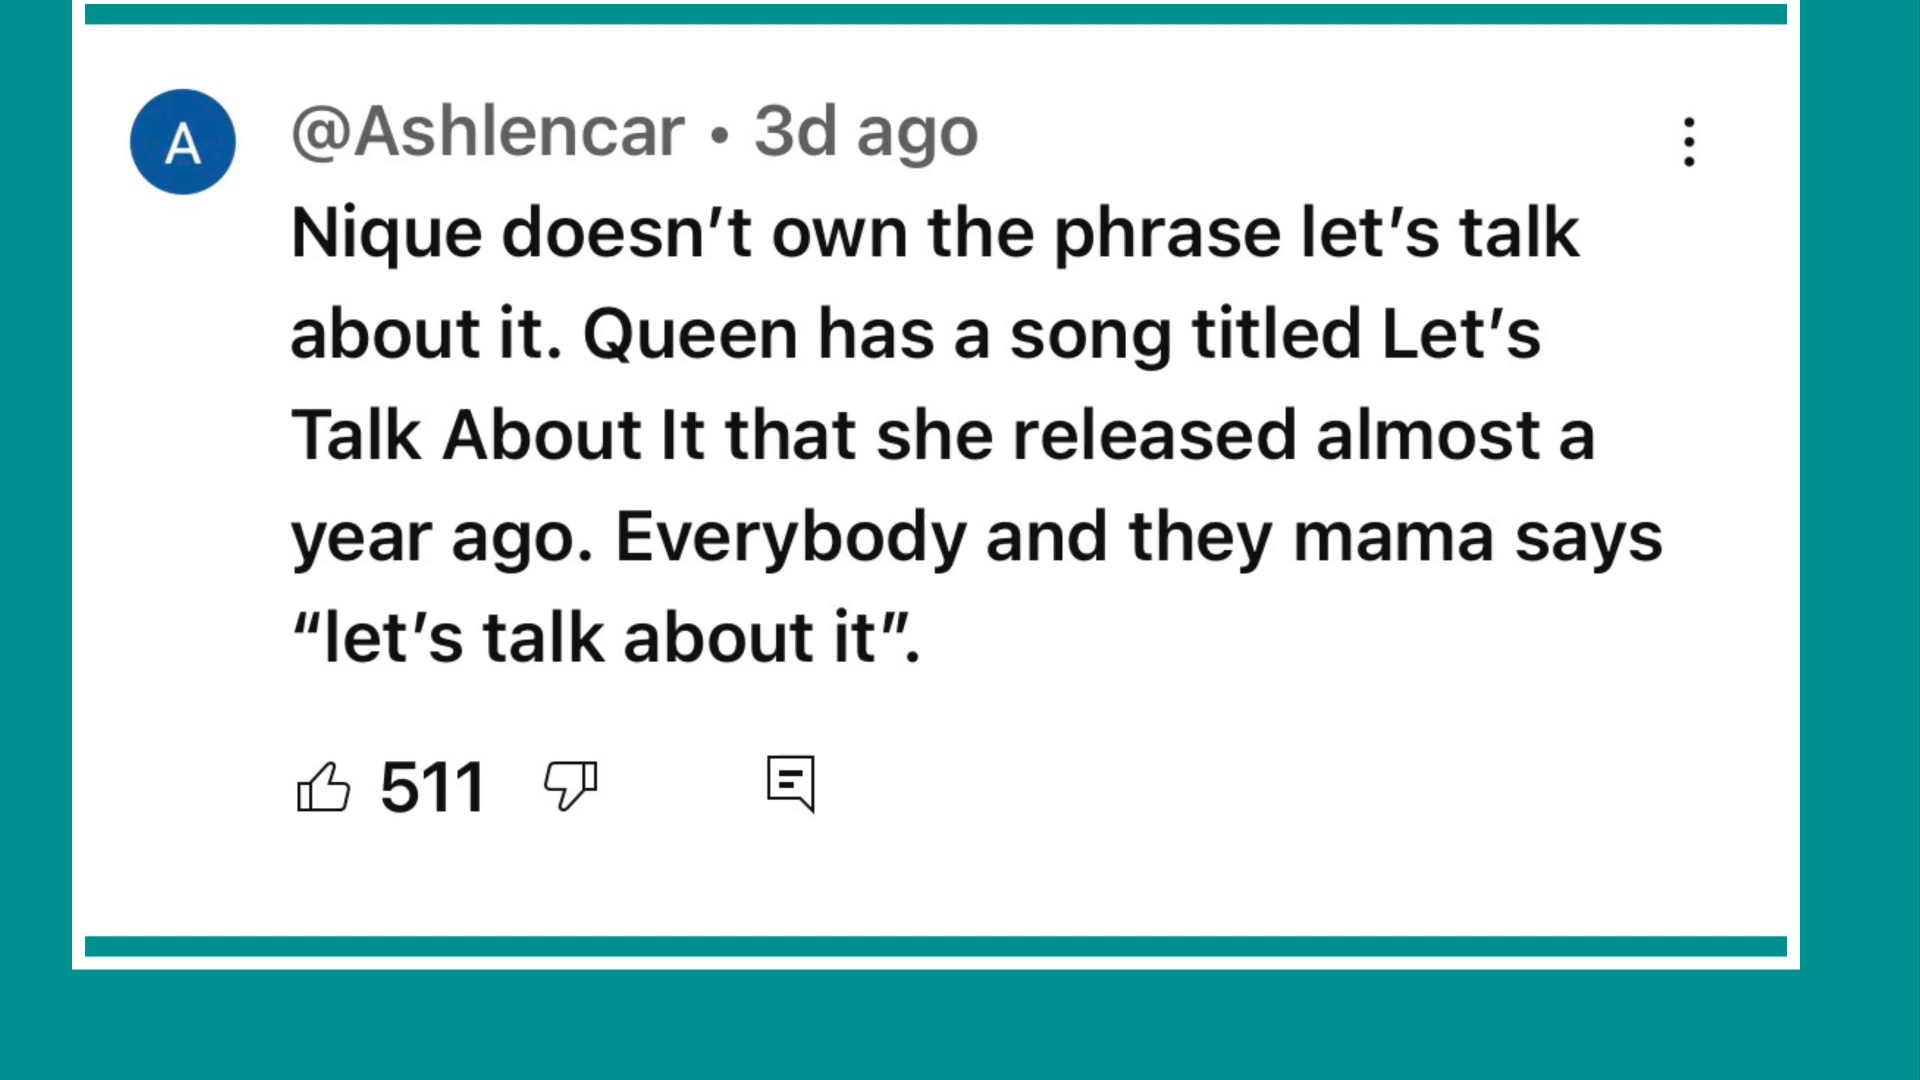 A
@Ashlencar • 3d ago
Nique doesn’t own the phrase let’s talk
about it. Queen has a song titled Let’s
Talk About It that she released almost a
year ago. Everybody and they mama says
“let’s talk about it”.
511